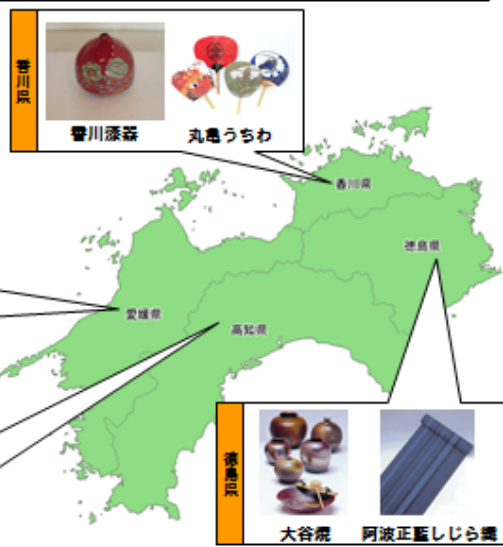 香川県
香川漆器 丸亀うちわ
香川県
徳島県
愛媛県
高知県
徳島県
大谷焼 阿波正藍しじら織